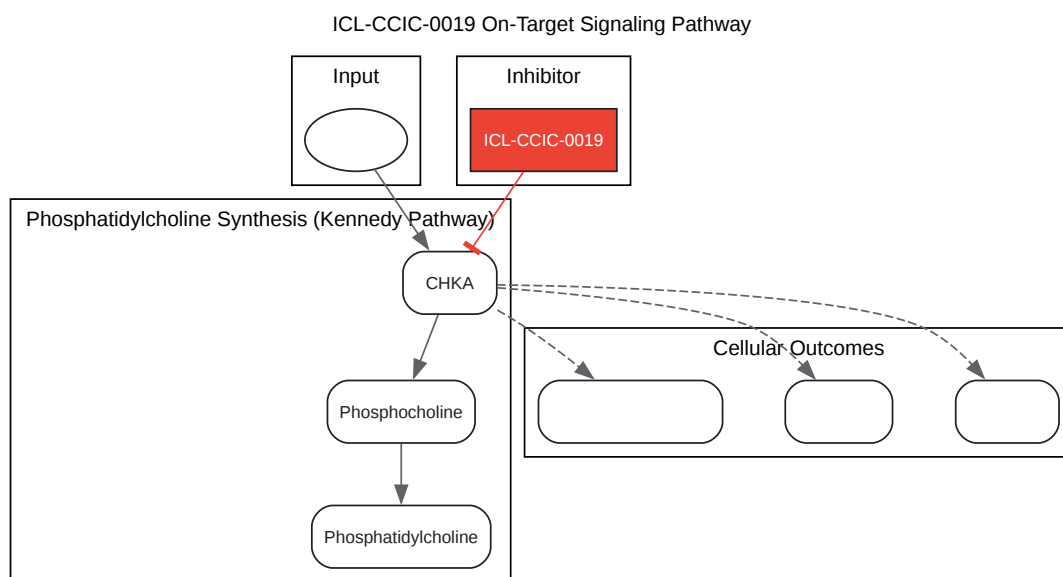 ICL-CCIC-0019 On-Target Signaling Pathway
Input
Inhibitor
ICL-CCIC-0019
Phosphatidylcholine Synthesis (Kennedy Pathway)
CHKA
Cellular Outcomes
Phosphocholine
Phosphatidylcholine